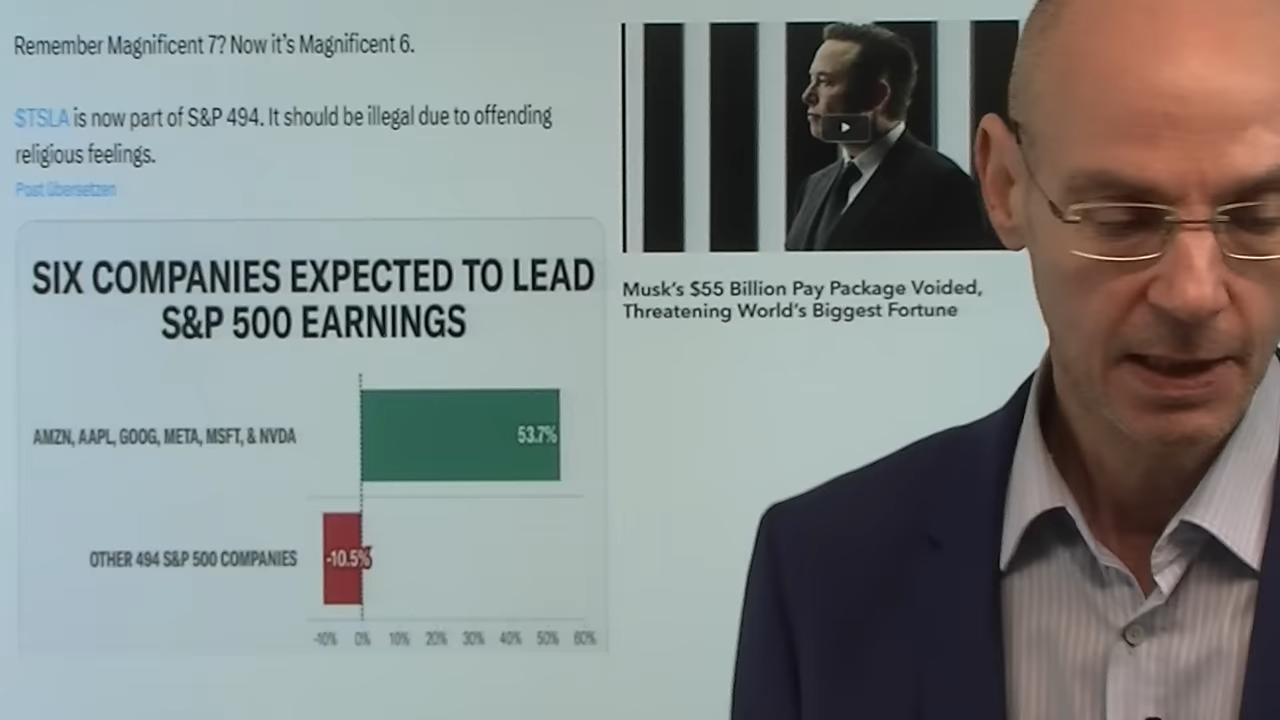 Remember Magnificent 7? Now it's Magnificent 6.
$TSLA is now part of S&P 494. It should be illegal due to offending
religious feelings.
Post übersetzen
SIX COMPANIES EXPECTED TO LEAD
S&P 500 EARNINGS
AMZN, AAPL, GOOG, META, MSFT, & NVDA
53.7%
OTHER 494 S&P 500 COMPANIES
-10.5%
-10% 0% 10% 20% 30% 40% 50% 60%
Musk's $55 Billion Pay Package Voided,
Threatening World's Biggest Fortune